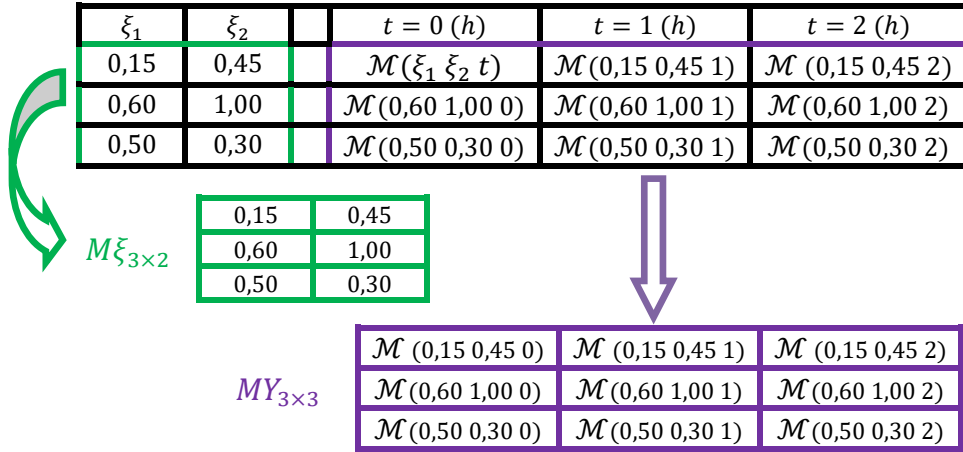 ξ₁ ξ₂ t = 0 (h) t = 1 (h) t = 2 (h)
0,15 0,45 ℳ(ξ₁ ξ₂ t) ℳ(0,15 0,45 1) ℳ (0,15 0,45 2)
0,60 1,00 ℳ(0,60 1,00 0) ℳ(0,60 1,00 1) ℳ(0,60 1,00 2)
0,50 0,30 ℳ(0,50 0,30 0) ℳ(0,50 0,30 1) ℳ(0,50 0,30 2)
Mξ₃ₓ₂
0,15 0,45
0,60 1,00
0,50 0,30
MY₃ₓ₃
ℳ (0,15 0,45 0) ℳ(0,15 0,45 1) ℳ (0,15 0,45 2)
ℳ(0,60 1,00 0) ℳ(0,60 1,00 1) ℳ(0,60 1,00 2)
ℳ(0,50 0,30 0) ℳ(0,50 0,30 1) ℳ(0,50 0,30 2)